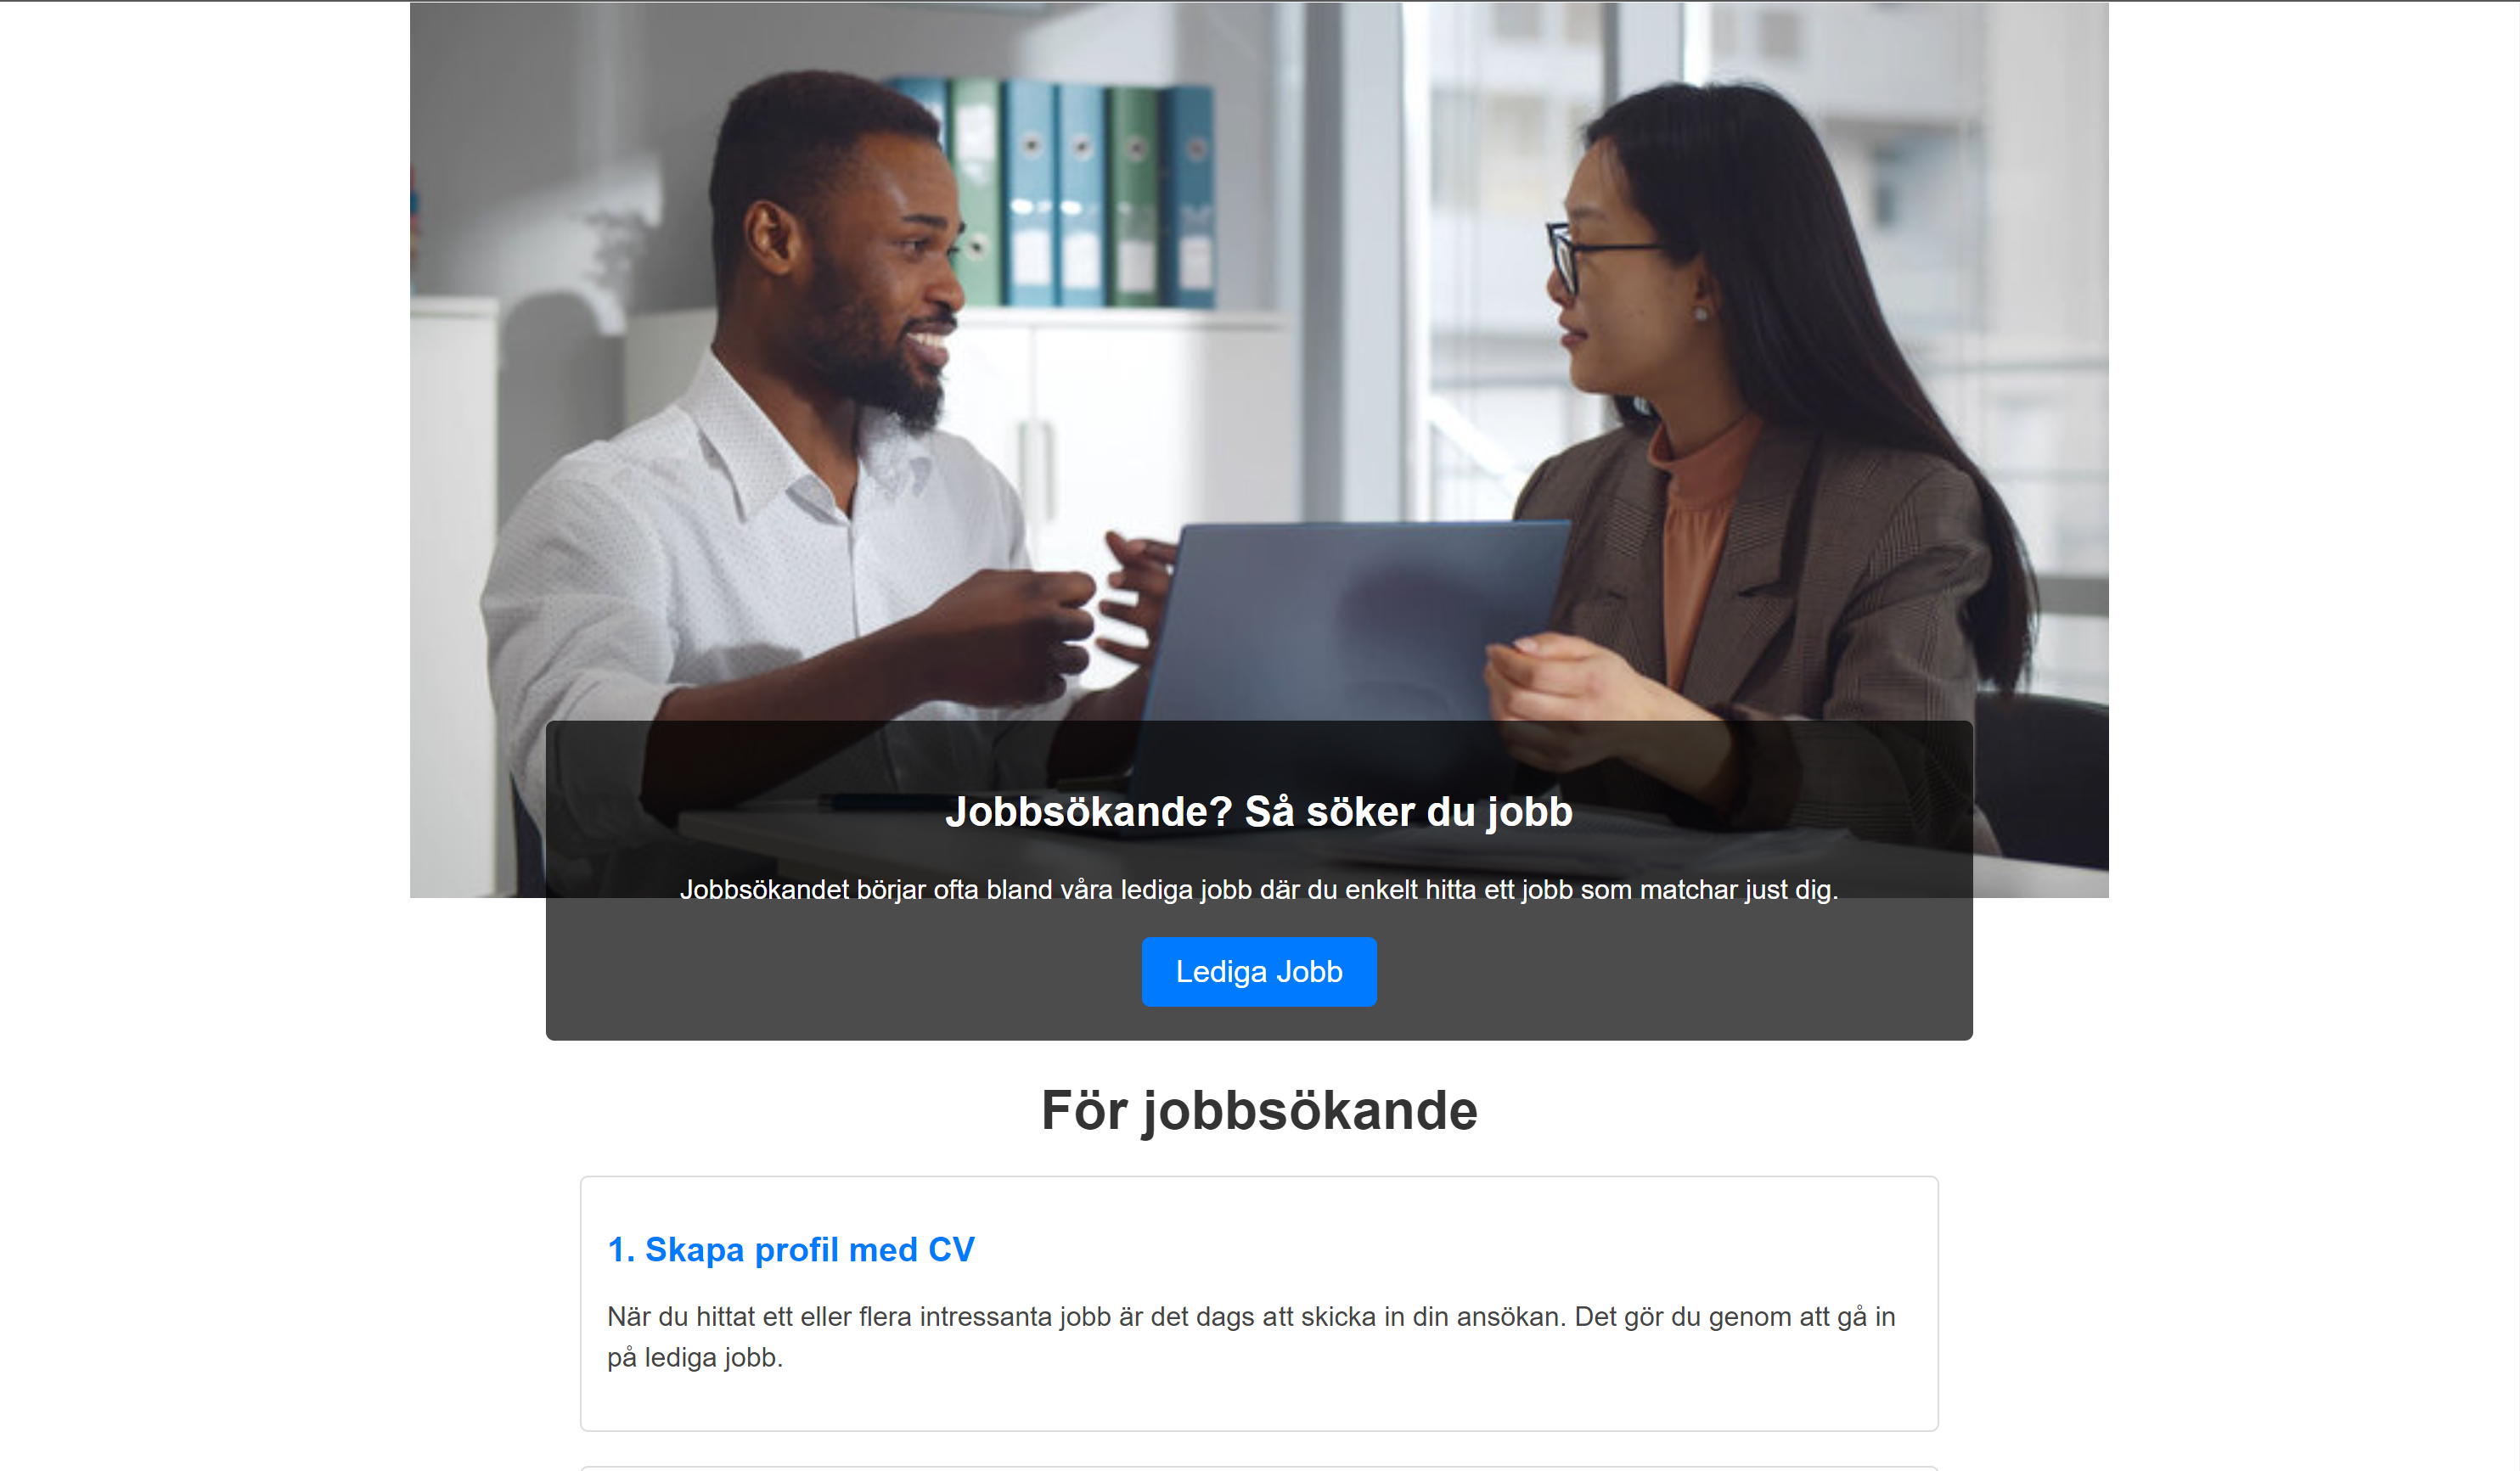 Jobbsökande? Så söker du jobb
Jobbsökandet börjar ofta bland våra lediga jobb där du enkelt hitta ett jobb som matchar just dig.
Lediga Jobb
För jobbsökande
1. Skapa profil med CV
När du hittat ett eller flera intressanta jobb är det dags att skicka in din ansökan. Det gör du genom att gå in
på lediga jobb.